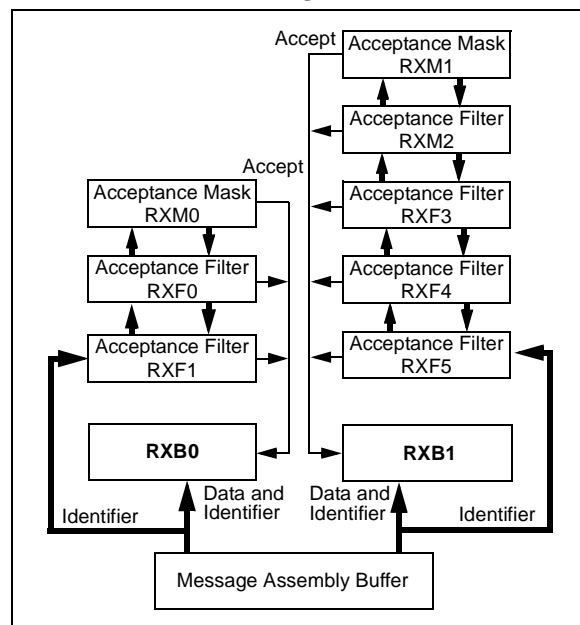 Accept
Acceptance Mask
RXM1
Acceptance Filter
RXM2
Accept
Acceptance Mask
RXM0
Acceptance Filter
RXF3
Acceptance Filter
RXF0
Acceptance Filter
RXF4
Acceptance Filter
RXF1
Acceptance Filter
RXF5
RXB0
RXB1
Data and
Identifier
Data and
Identifier
Identifier
Identifier
Message Assembly Buffer